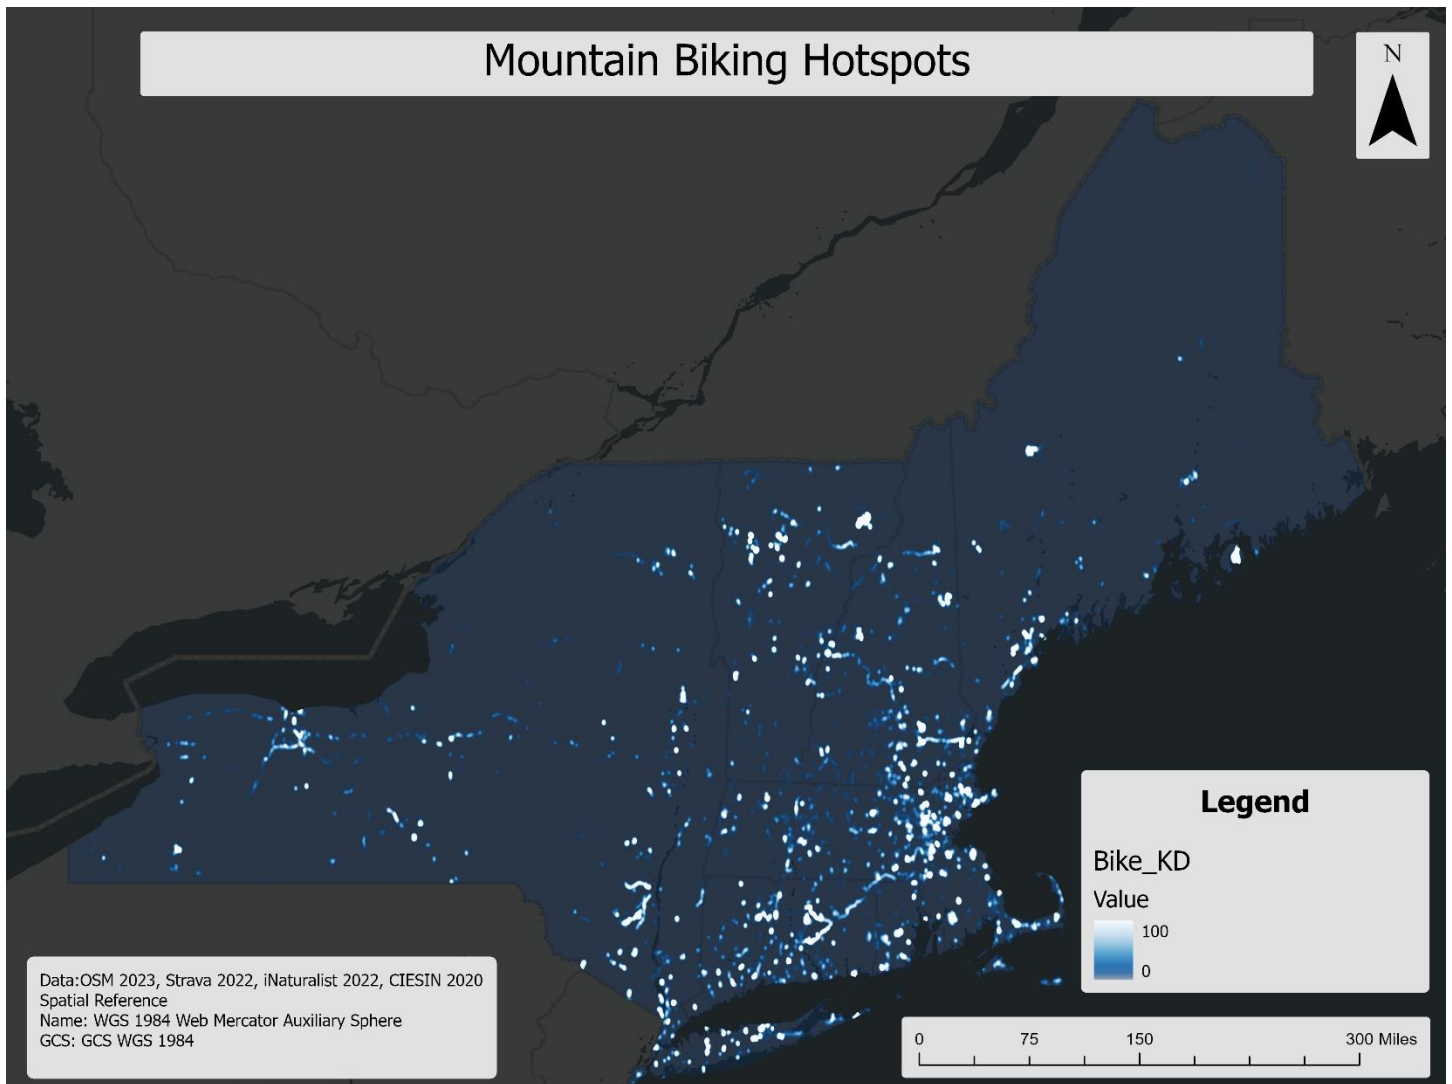 Mountain Biking Hotspots
N
Legend
Bike_KD
Value
100
0
Data:OSM 2023, Strava 2022, iNaturalist 2022, CIESIN 2020
Spatial Reference
Name: WGS 1984 Web Mercator Auxiliary Sphere
GCS: GCS WGS 1984
0 75 150 300 Miles